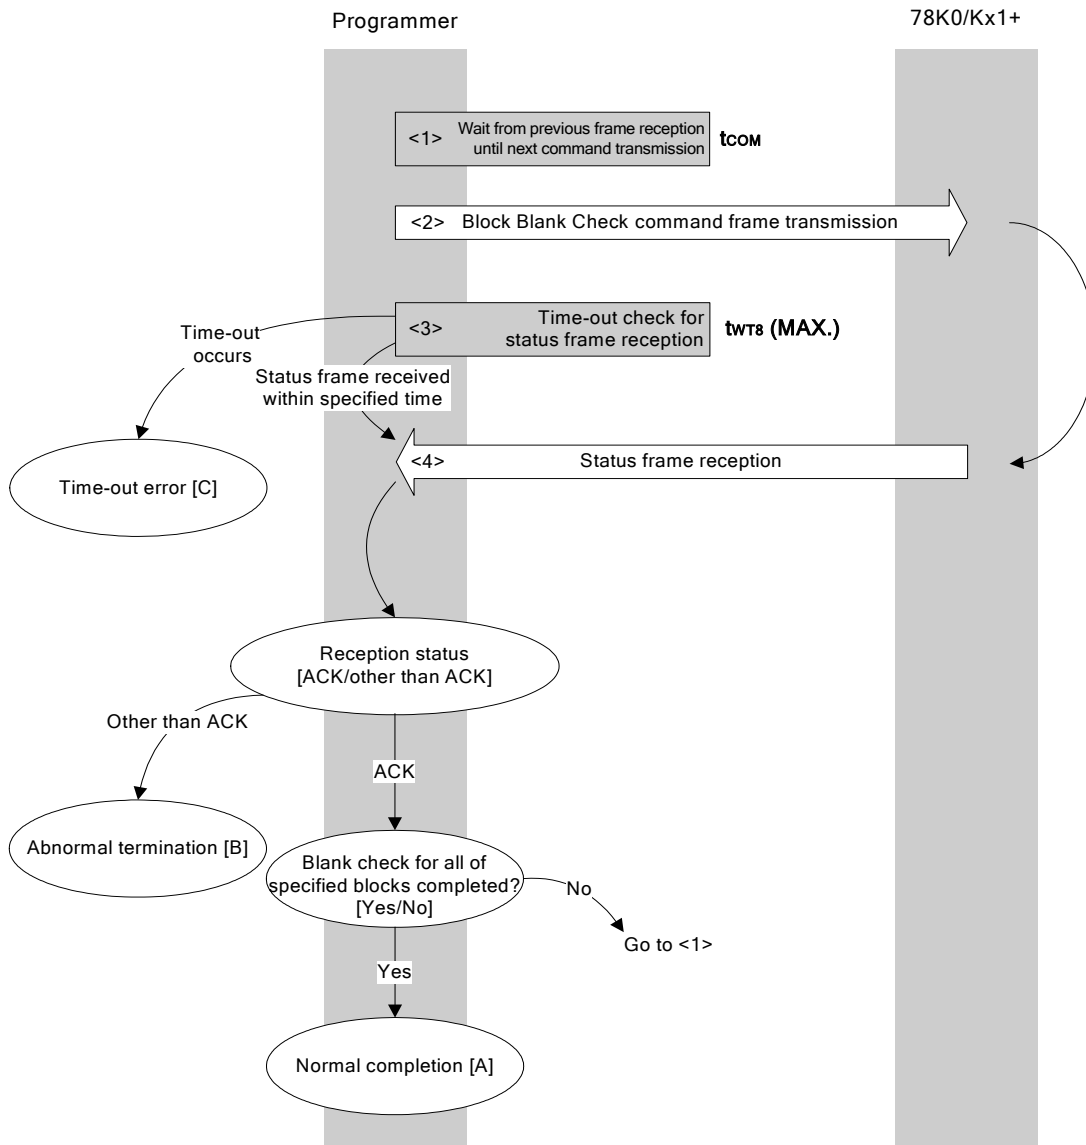 Programmer
78K0/Kx1+
<1> Wait from previous frame reception
until next command transmission
tCOM
<2> Block Blank Check command frame transmission
<3> Time-out check for
status frame reception
tWT8 (MAX.)
Time-out
occurs
Status frame received
within specified time
<4> Status frame reception
Time-out error [C]
Reception status
[ACK/other than ACK]
Other than ACK
ACK
Abnormal termination [B]
Blank check for all of
specified blocks completed?
[Yes/No]
No
Go to <1>
Yes
Normal completion [A]